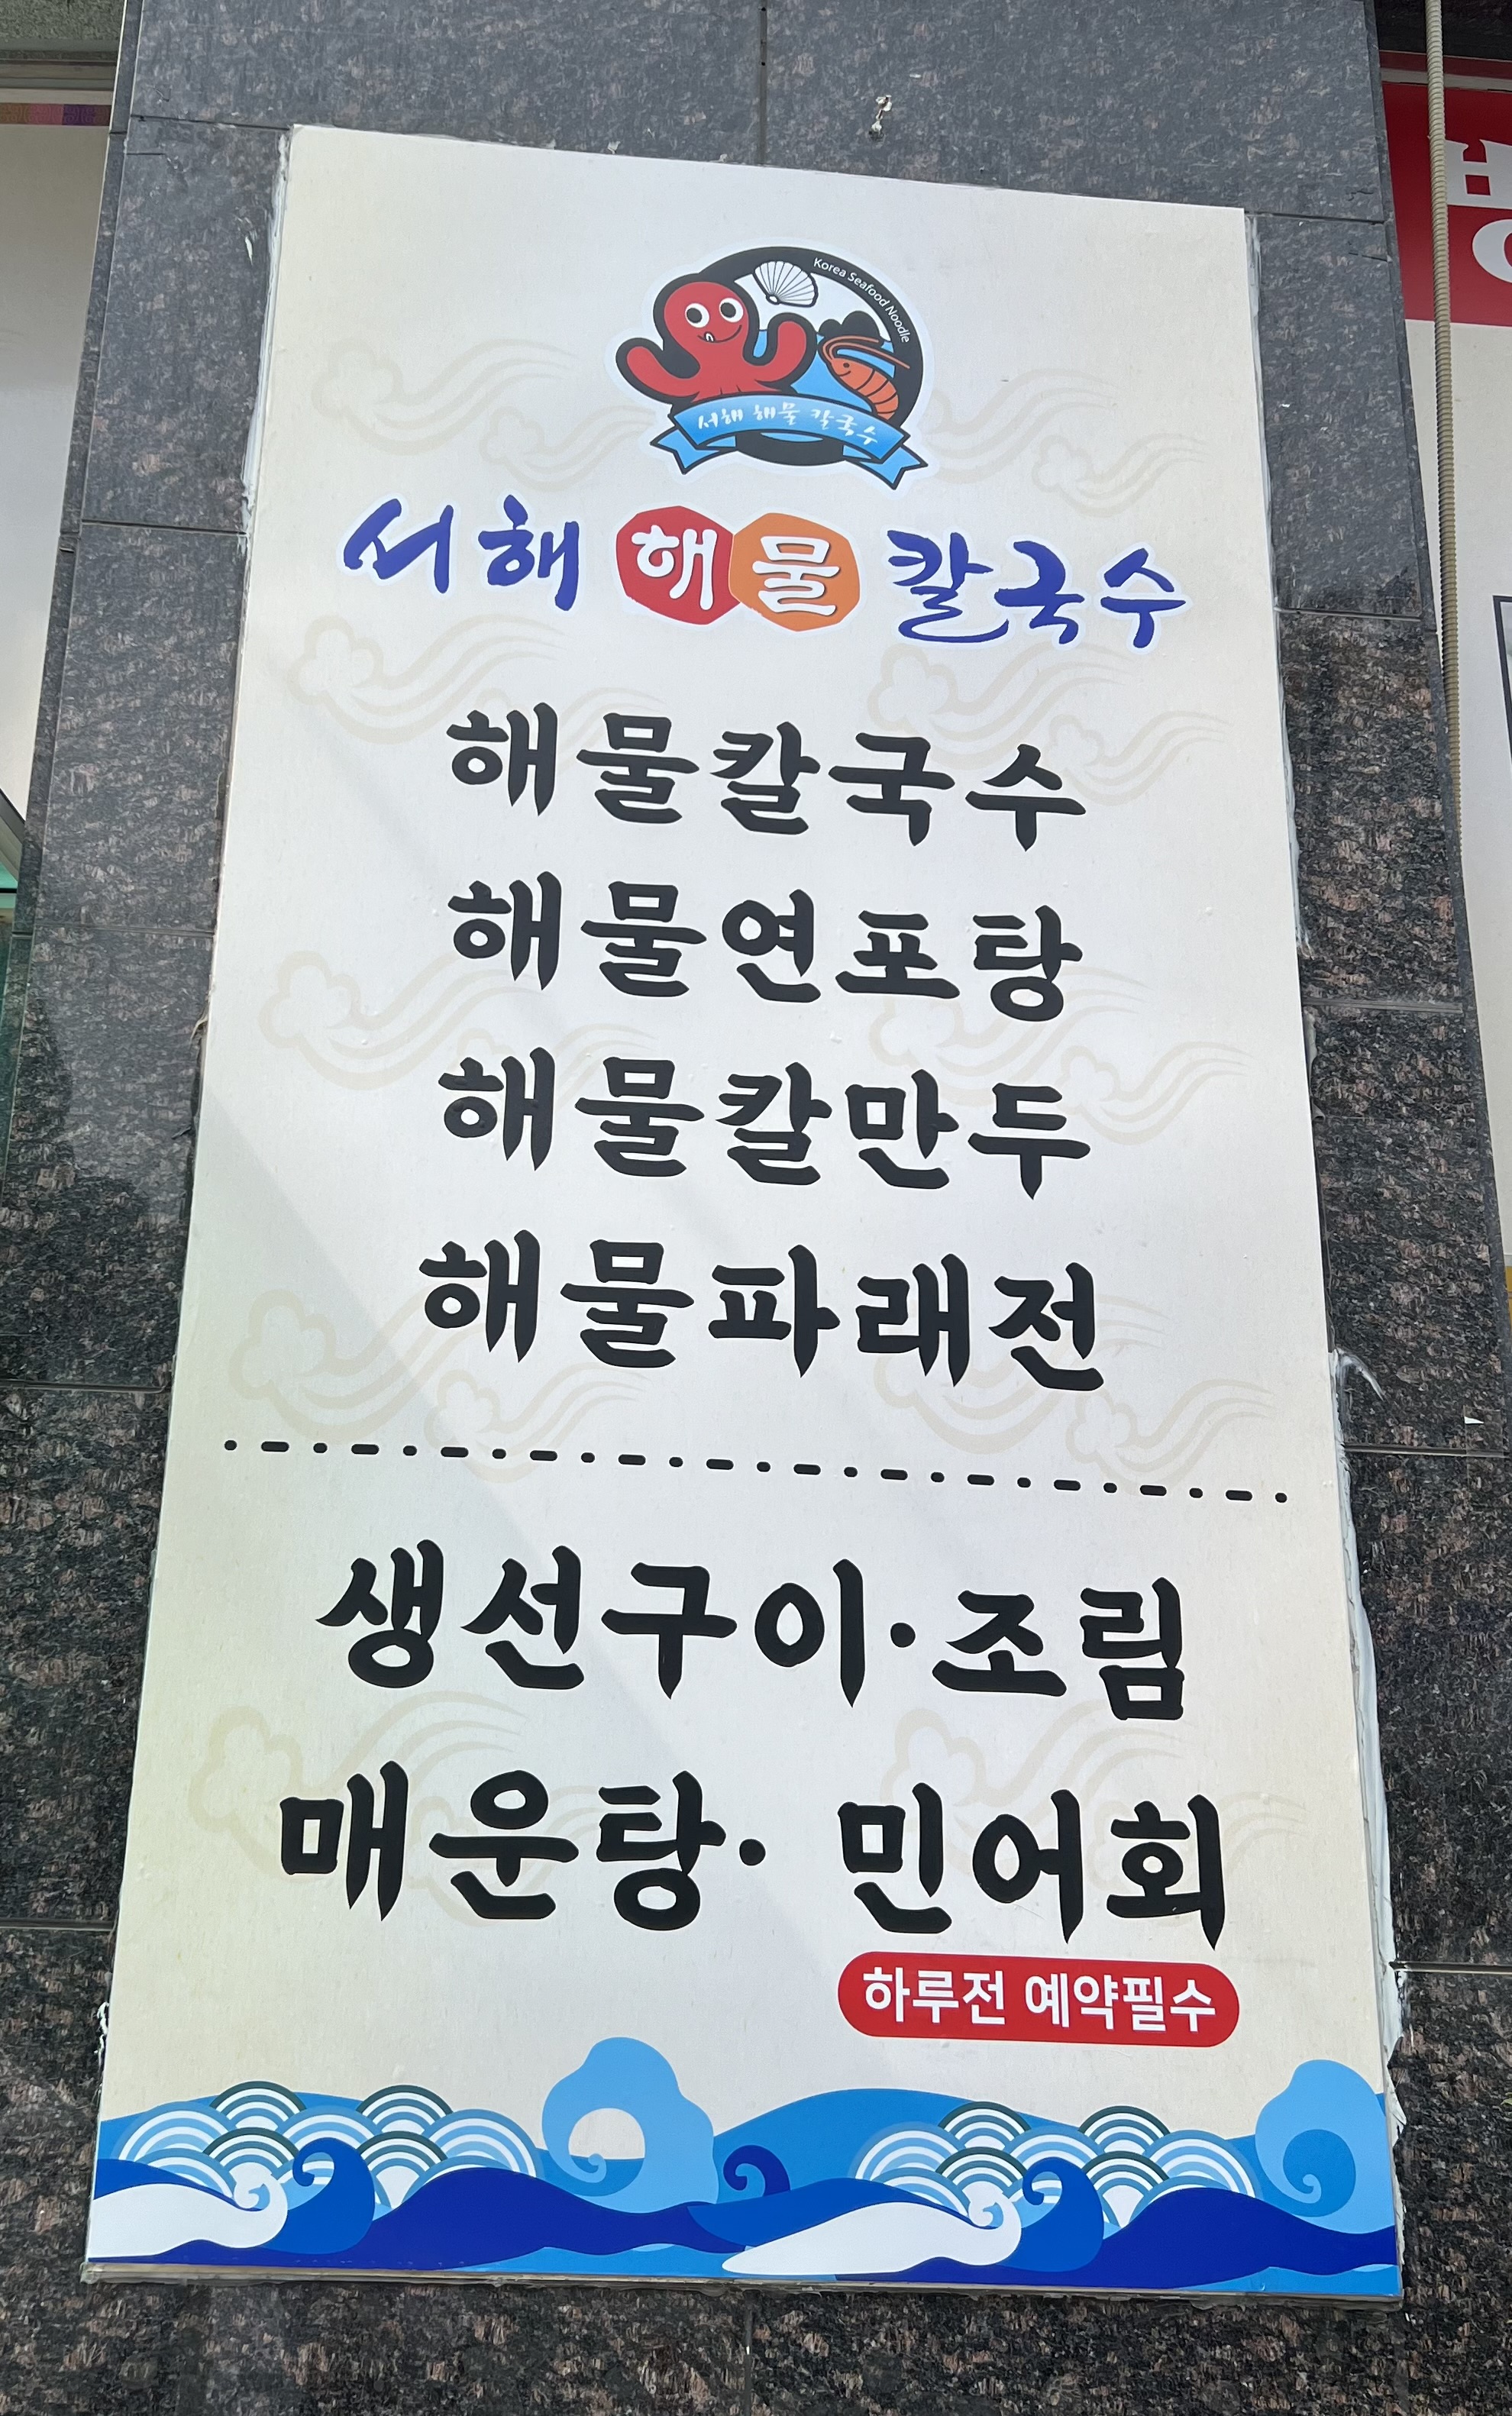 Korea Seafood Noodle
서해 해물 칼국수
서해 해물 칼국수
해물칼국수
해물연포탕
해물칼만두
해물파래전
생선구이·조림
매운탕· 민어회
하루전 예약필수